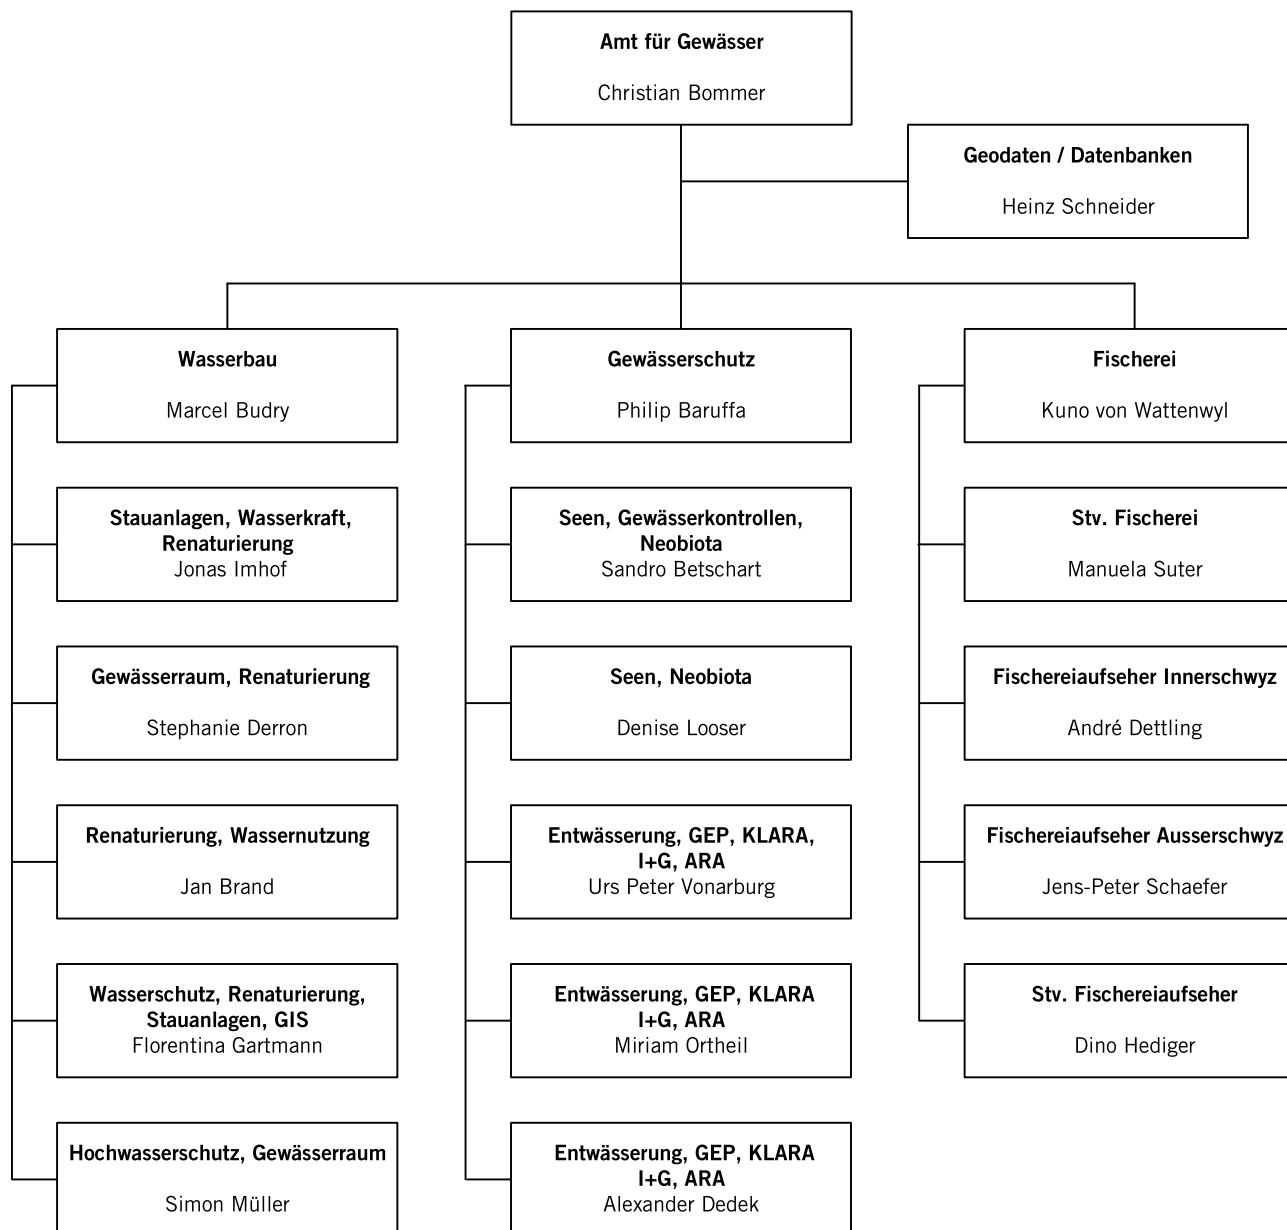 Amt für Gewässer
Christian Bommer
Geodaten / Datenbanken
Heinz Schneider
Wasserbau
Marcel Budry
Stauanlagen, Wasserkraft,
Renaturierung
Jonas Imhof
Gewässerraum, Renaturierung
Stephanie Derron
Renaturierung, Wassernutzung
Jan Brand
Wasserschutz, Renaturierung,
Stauanlagen, GIS
Florentina Gartmann
Hochwasserschutz, Gewässerraum
Simon Müller
Gewässerschutz
Philip Baruffa
Seen, Gewässerkontrollen,
Neobiota
Sandro Betschart
Seen, Neobiota
Denise Looser
Entwässerung, GEP, KLARA,
I+G, ARA
Urs Peter Vonarburg
Entwässerung, GEP, KLARA
I+G, ARA
Miriam Ortheil
Entwässerung, GEP, KLARA
I+G, ARA
Alexander Dedek
Fischerei
Kuno von Wattenwyl
Stv. Fischerei
Manuela Suter
Fischereiaufseher Innerschwyz
André Dettling
Fischereiaufseher Ausserschwyz
Jens-Peter Schaefer
Stv. Fischereiaufseher
Dino Hediger